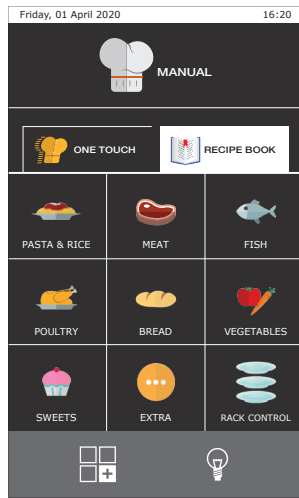 Friday, 01 April 2020 16:20
MANUAL
ONE TOUCH RECIPE BOOK
PASTA & RICE MEAT FISH
POULTRY BREAD VEGETABLES
SWEETS EXTRA RACK CONTROL